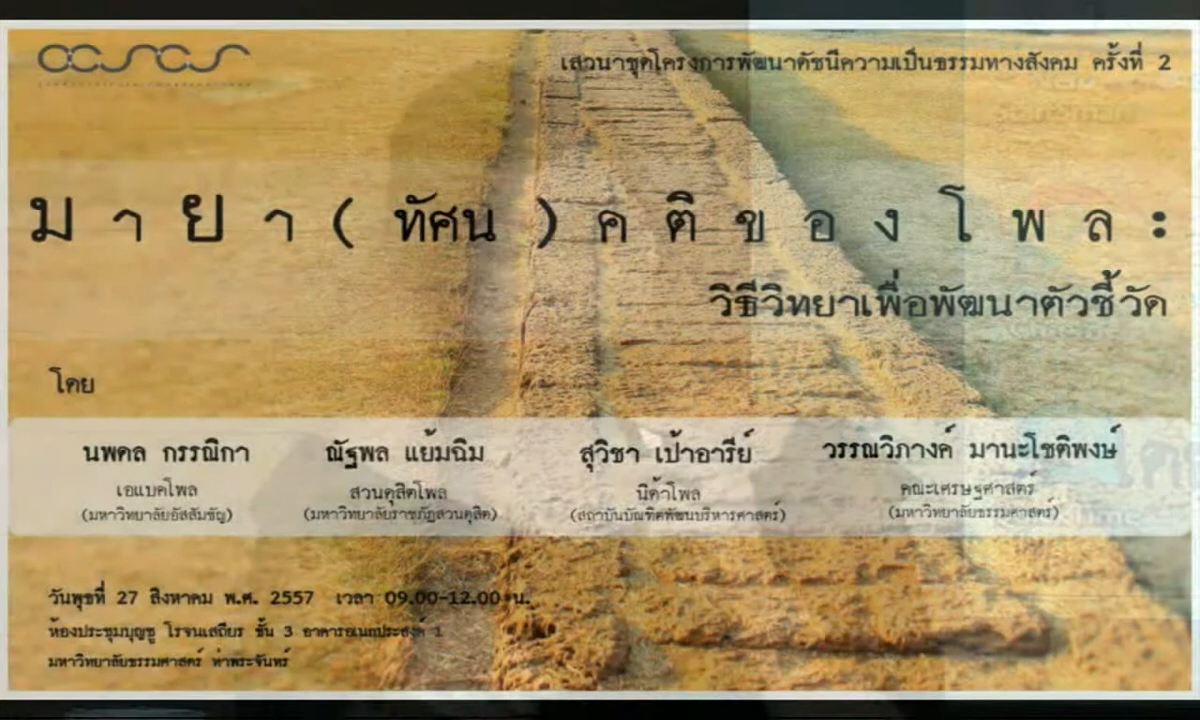 เสวนาชุดโครงการพัฒนาดัชนีความเป็นธรรมทางสังคม ครั้งที่ 2
มายา(ทัศน)คติของโพล:
วิธีวิทยาเพื่อพัฒนาตัวชี้วัด
โดย
นพดล กรรณิกา
เอแบคโพล
(มหาวิทยาลัยอัสสัมชัญ)
ณัฐพล แย้มฉิม
สวนดุสิตโพล
(มหาวิทยาลัยราชภัฏสวนดุสิต)
สุวิชา เป้าอารีย์
นิด้าโพล
(สถาบันบัณฑิตพัฒนบริหารศาสตร์)
วรรณวิภางค์ มานะโชติพงษ์
คณะเศรษฐศาสตร์
(มหาวิทยาลัยธรรมศาสตร์)
วันพุธที่ 27 สิงหาคม พ.ศ. 2557 เวลา 09.00-12.00 น.
ห้องประชุมบุญชู โรจนเสถียร ชั้น 3 อาคารอเนกประสงค์ 1
มหาวิทยาลัยธรรมศาสตร์ ท่าพระจันทร์